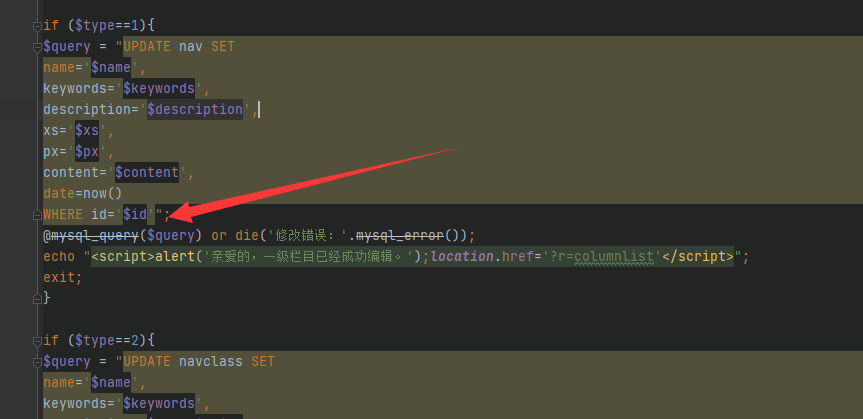 if ($type==1){
$query = "UPDATE nav SET
name='$name',
keywords='$keywords',
description='$description',
xs='$xs',
px='$px',
content='$content',
date=now()
WHERE id='$id'";
@mysql_query($query) or die('修改错误：'.mysql_error());
echo "<script>alert('亲爱的，一级栏目已经成功编辑。');location.href='?r=columnlist'</script>";
exit;
}
if ($type==2){
$query = "UPDATE navclass SET
name='$name',
keywords='$keywords',